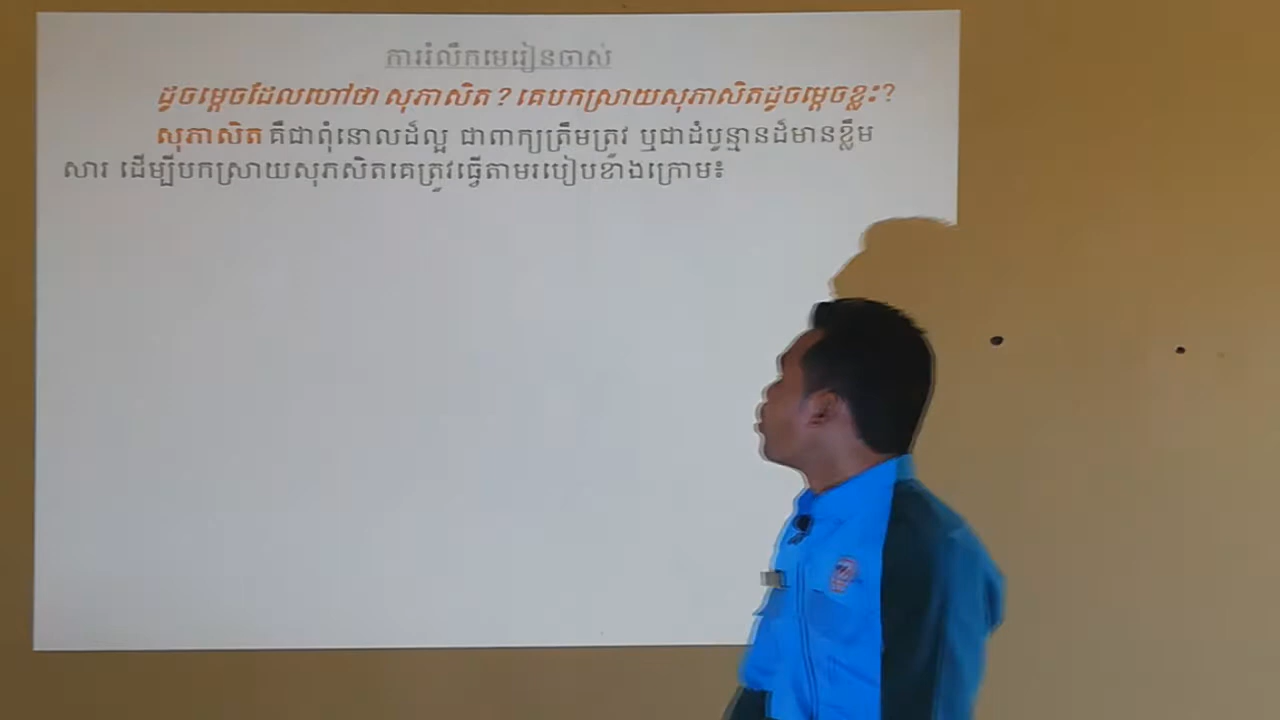 ការរំលឹកមេរៀនចាស់
ដូចម្ដេចដែលហៅថា សុភាសិត ? គេបកស្រាយសុភាសិតដូចម្ដេចខ្លះ?
សុភាសិត គឺជាពុំនោលដ៏ល្អ ជាពាក្យត្រឹមត្រូវ ឬជាដំបូន្មានដ៏មានខ្លឹម
សារ ដើម្បីបកស្រាយសុភសិតគេត្រូវធ្វើតាមរបៀបខាងក្រោម៖